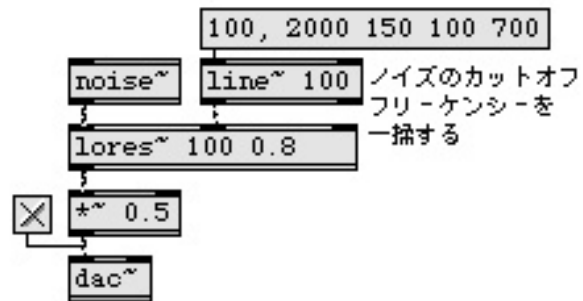 100, 2000 150 100 700
noise~
line~ 100
ノイズのカットオフ
フリーケンシーを
一掃する
lores~ 100 0.8
*~ 0.5
dac~